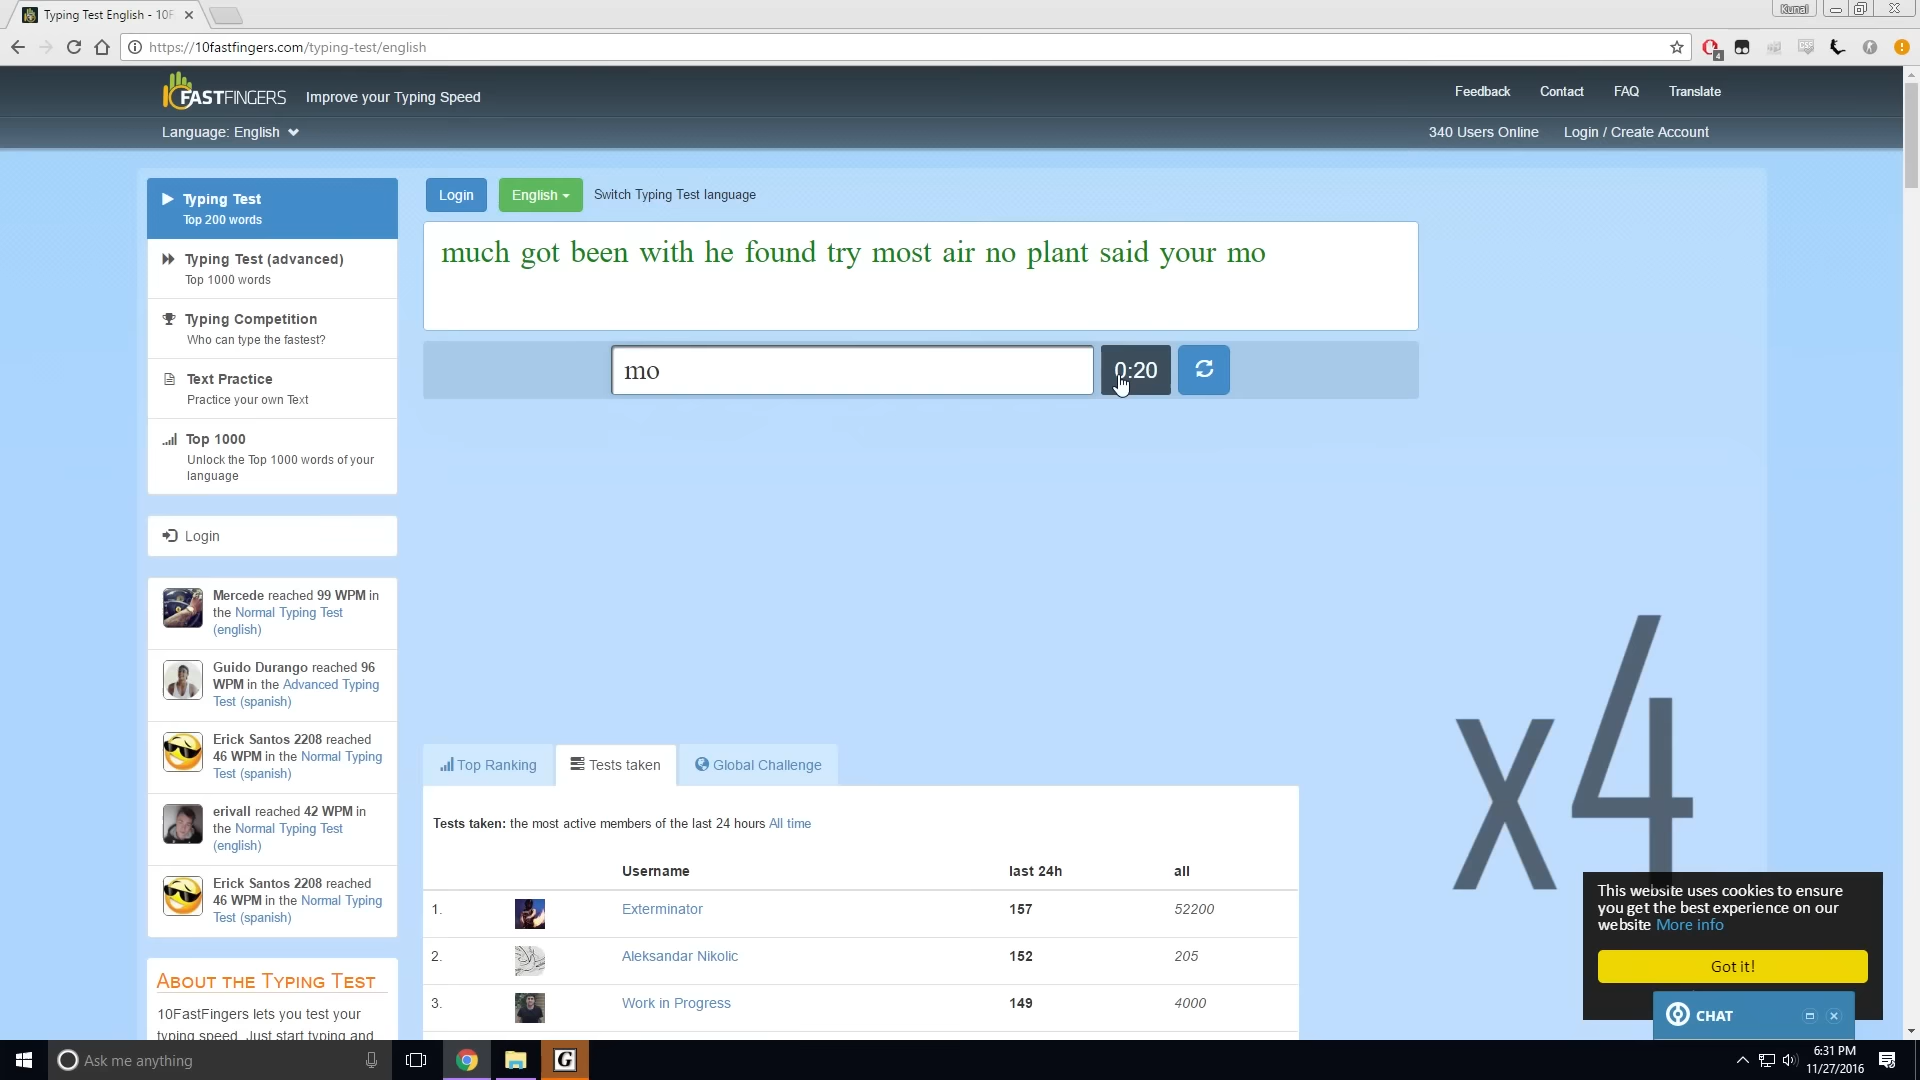 Typing Test English - 10F
Kunal
https://10fastfingers.com/typing-test/english
4
FASTFINGERS Improve your Typing Speed
Feedback Contact FAQ Translate
Language: English
340 Users Online Login / Create Account
Typing Test
Top 200 words
Typing Test (advanced)
Top 1000 words
Typing Competition
Who can type the fastest?
Text Practice
Practice your own Text
Top 1000
Unlock the Top 1000 words of your
language
Login
Mercede reached 99 WPM in
the Normal Typing Test
(english)
Guido Durango reached 96
WPM in the Advanced Typing
Test (spanish)
Erick Santos 2208 reached
46 WPM in the Normal Typing
Test (spanish)
erivall reached 42 WPM in
the Normal Typing Test
(english)
Erick Santos 2208 reached
46 WPM in the Normal Typing
Test (spanish)
About the Typing Test
10FastFingers lets you test your
typing speed. Just start typing and
Login English Switch Typing Test language
much got been with he found try most air no plant said your mo
mo
0:20
Top Ranking Tests taken Global Challenge
Tests taken: the most active members of the last 24 hours All time
Username last 24h all
1. Exterminator 157 52200
2. Aleksandar Nikolic 152 205
3. Work in Progress 149 4000
x4
This website uses cookies to ensure
you get the best experience on our
website More info
Got it!
CHAT
Ask me anything
G
6:31 PM
11/27/2016